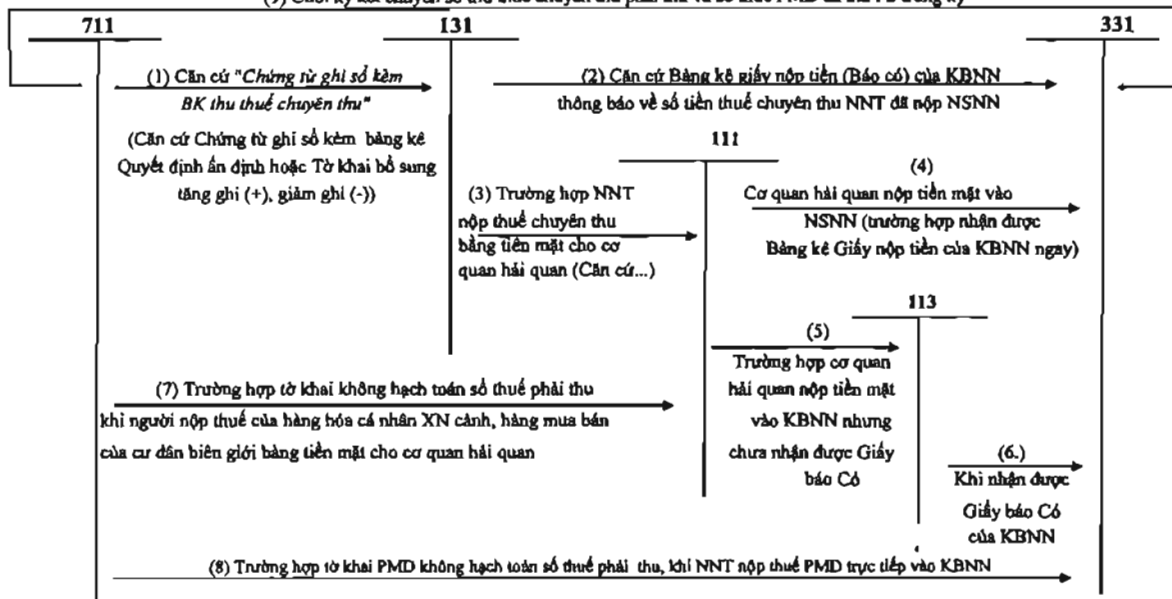 711
131
331
(1) Căn cứ "Chứng từ ghi sổ kèm
BK thu thuế chuyên thu"
(Căn cứ Chứng từ ghi sổ kèm bảng kê
Quyết định ấn định hoặc Tờ khai bổ sung
tăng ghi (+), giảm ghi (-))
(2) Căn cứ Bảng kê giấy nộp tiền (Báo có) của KBNN
thông báo về số tiền thuế chuyên thu NNT đã nộp NSNN
111
(3) Trường hợp NNT
nộp thuế chuyên thu
bằng tiền mặt cho cơ
quan hải quan (Căn cứ...)
(4)
Cơ quan hải quan nộp tiền mặt vào
NSNN (trường hợp nhận được
Bảng kê Giấy nộp tiền của KBNN ngay)
113
(5)
Trường hợp cơ quan
hải quan nộp tiền mặt
vào KBNN nhưng
chưa nhận được Giấy
báo Có
(6.)
Khi nhận được
Giấy báo Có
của KBNN
(7) Trường hợp tờ khai không hạch toán số thuế phải thu
khi người nộp thuế của hàng hóa cá nhân XN cảnh, hàng mua bán
của cư dân biên giới bằng tiền mặt cho cơ quan hải quan
(8) Trường hợp tờ khai PMD không hạch toán số thuế phải thu, khi NNT nộp thuế PMD trực tiếp vào KBNN